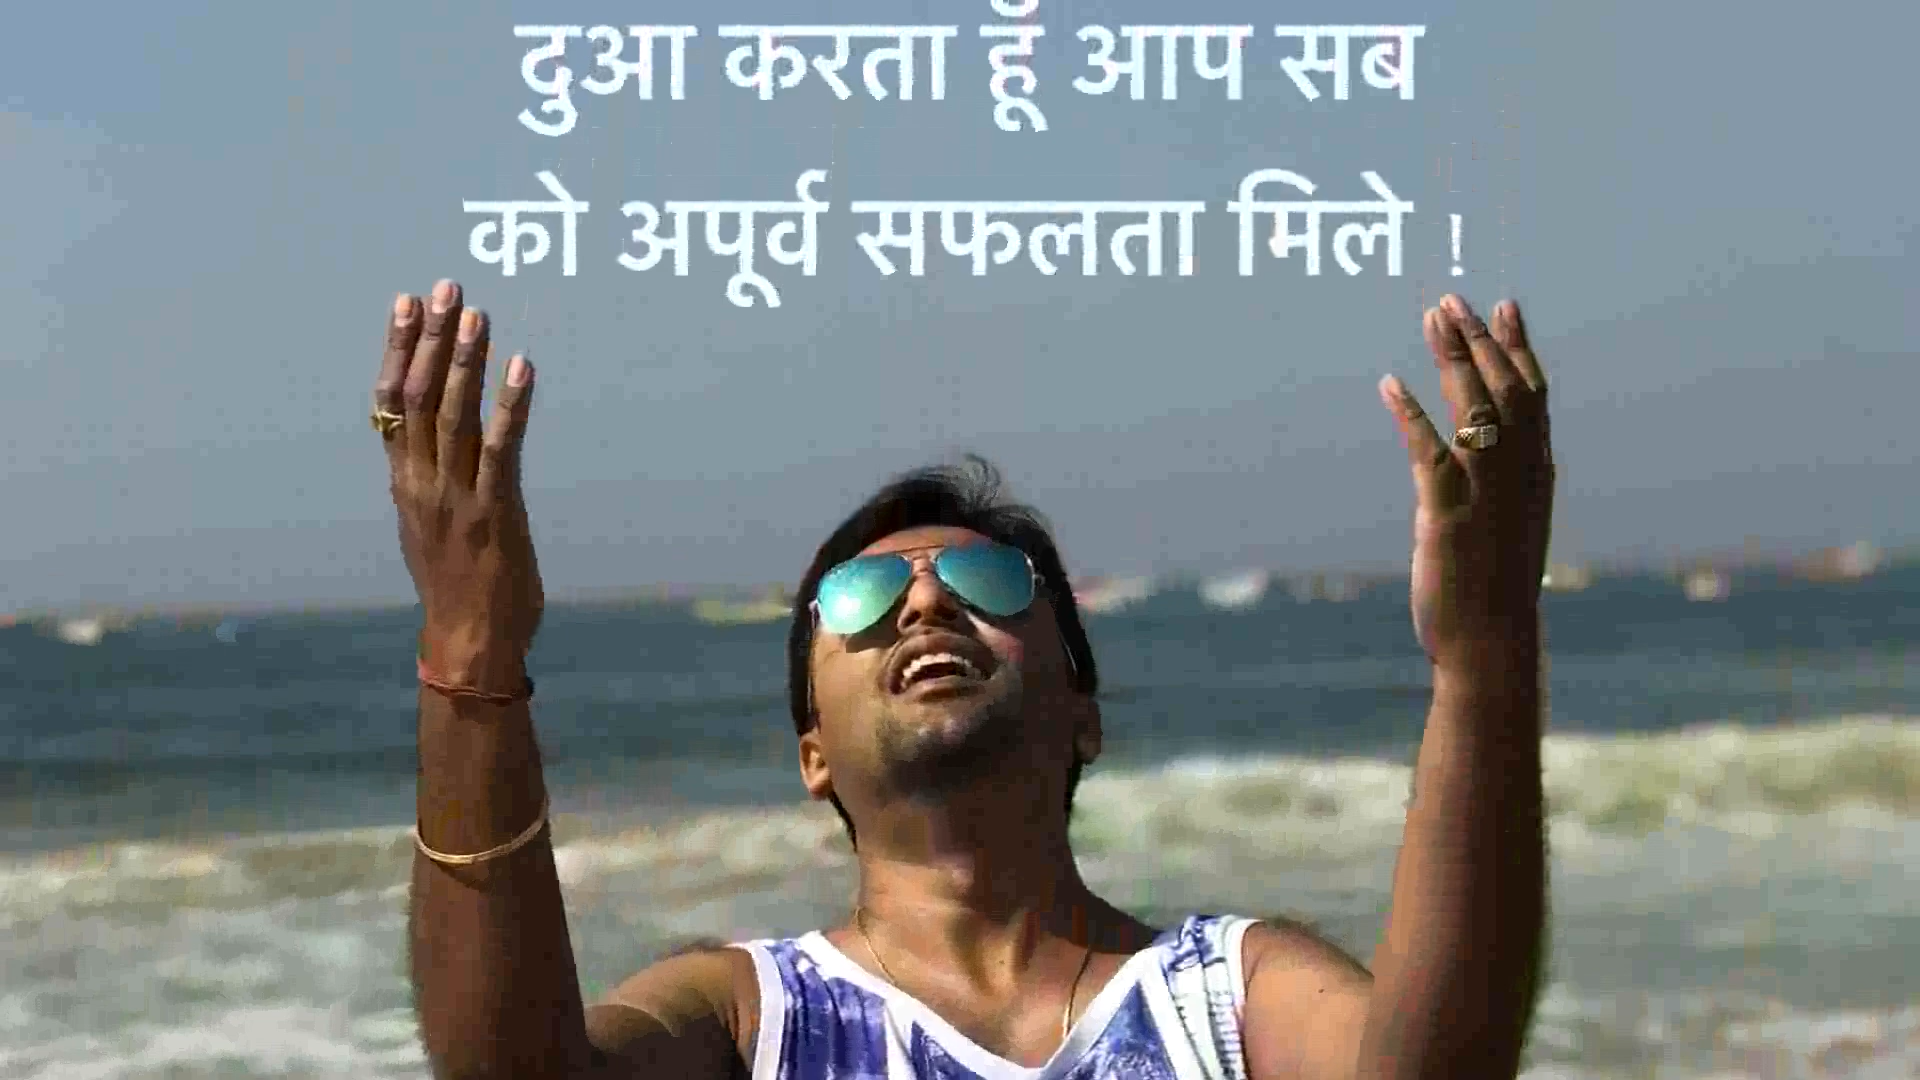 दुआ करता हूँ आप सब
को अपूर्व सफलता मिले !